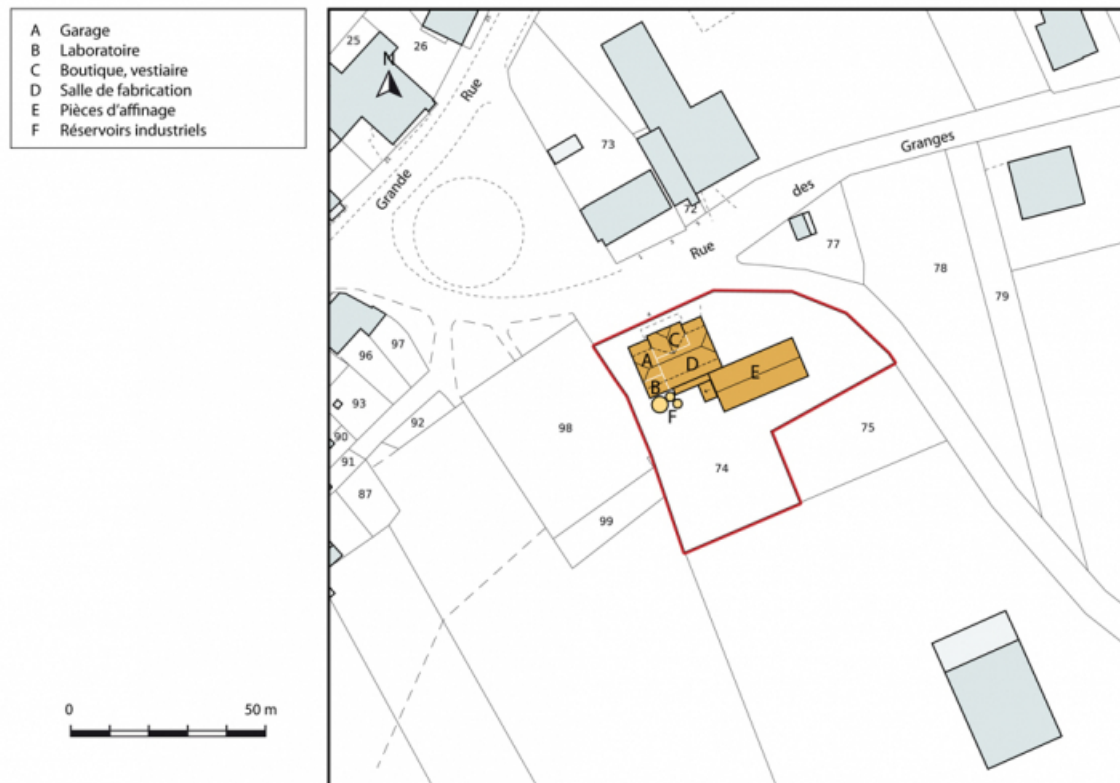 A Garage
B Laboratoire
C Boutique, vestiaire
D Salle de fabrication
E Pièces d'affinage
F Réservoirs industriels
25
26
N
Rue
Grande
73
72
Granges
des
Rue
77
78
79
97
96
93
92
90
91
87
98
99
A
C
D
B
E
F
74
75
0
50 m